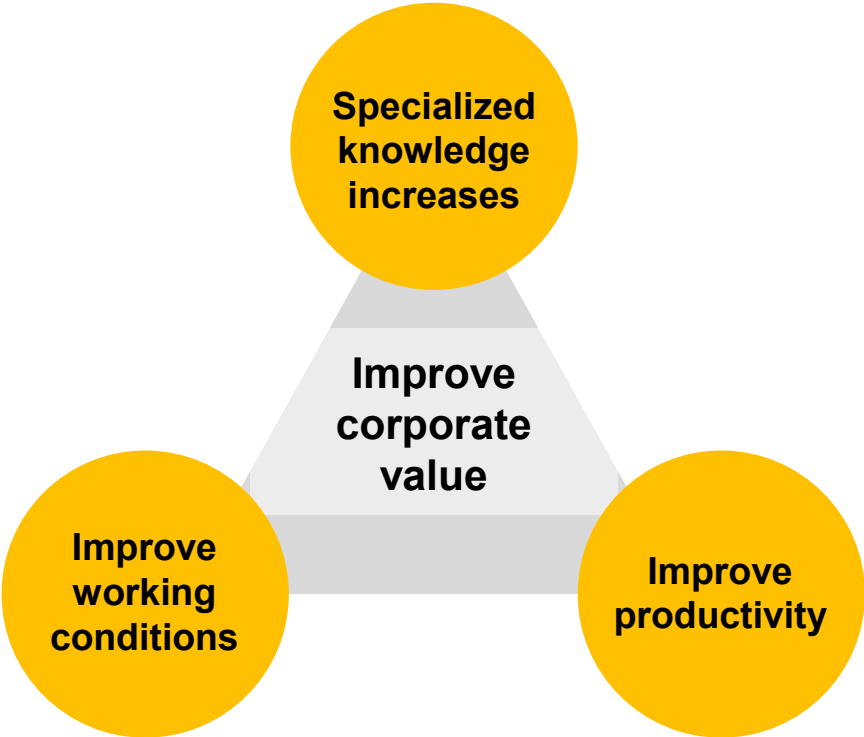 Specialized
knowledge
increases
Improve
corporate
value
Improve
working
conditions
Improve
productivity